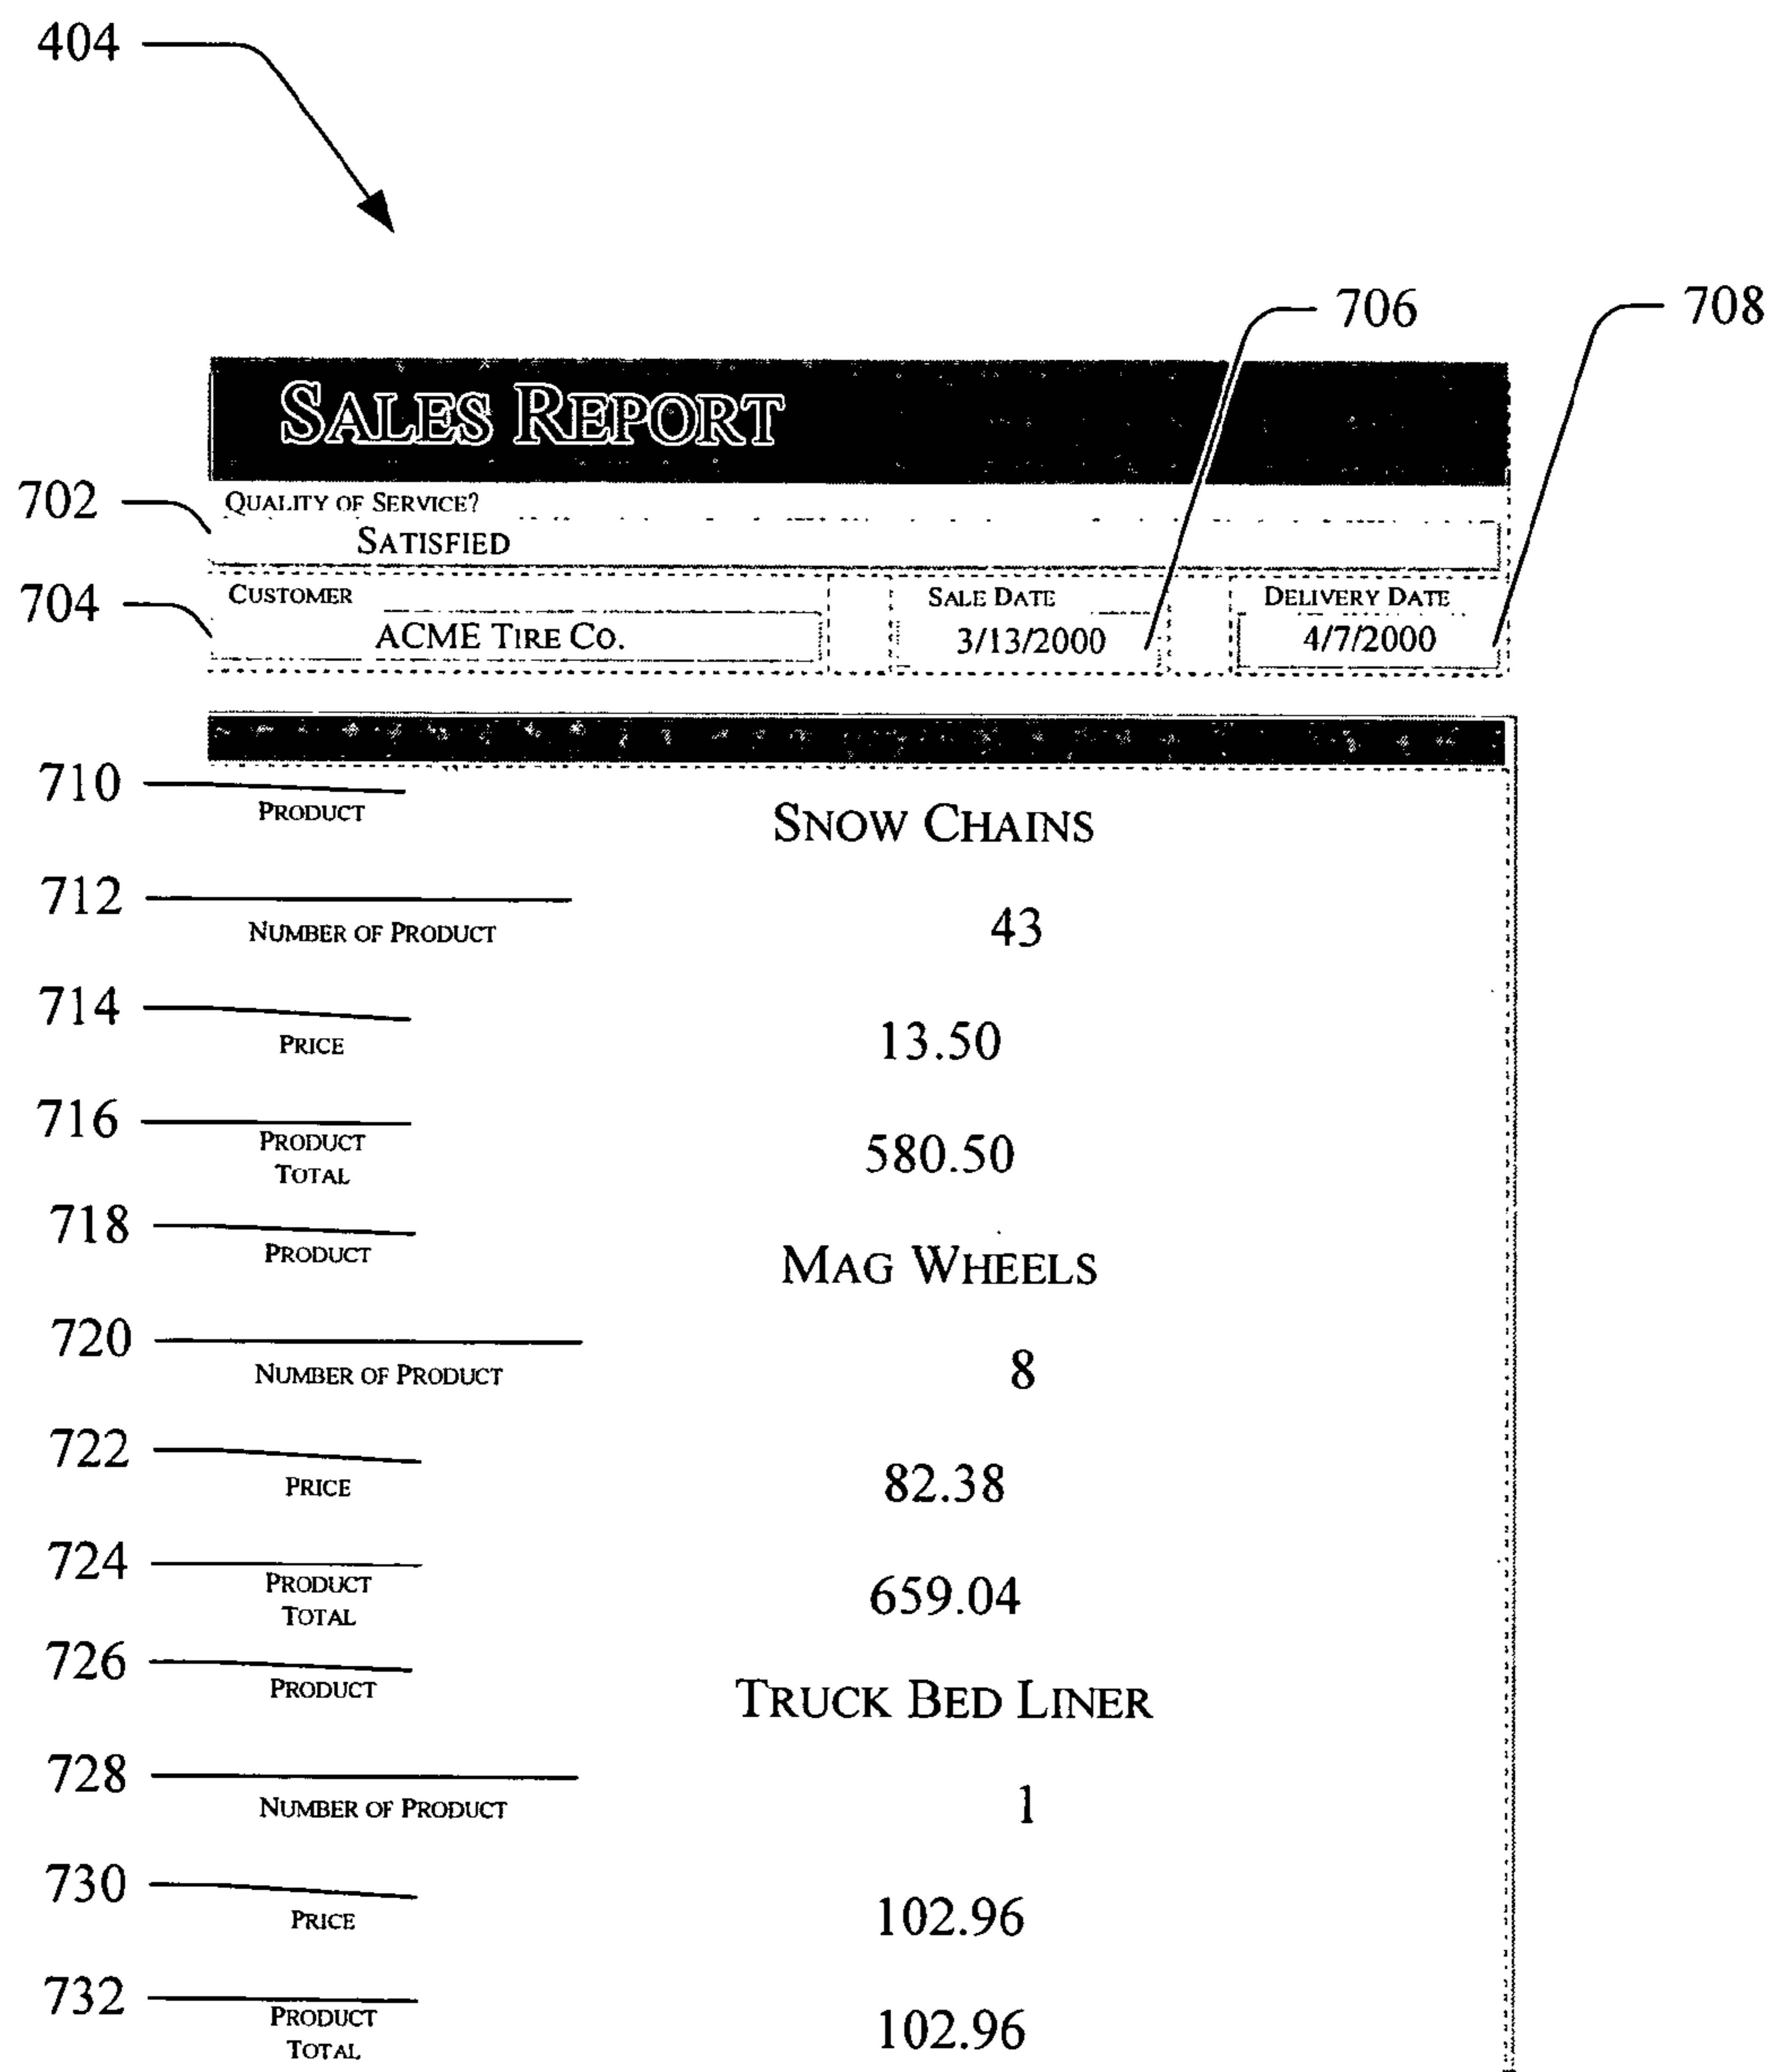 404
706 708
SALES REPORT
702 QUALITY OF SERVICE?
SATISFIED
704 CUSTOMER SALE DATE DELIVERY DATE
ACME TIRE CO. 3/13/2000 4/7/2000
710 PRODUCT SNOW CHAINS
712 NUMBER OF PRODUCT 43
714 PRICE 13.50
716 PRODUCT TOTAL 580.50
718 PRODUCT MAG WHEELS
720 NUMBER OF PRODUCT 8
722 PRICE 82.38
724 PRODUCT TOTAL 659.04
726 PRODUCT TRUCK BED LINER
728 NUMBER OF PRODUCT 1
730 PRICE 102.96
732 PRODUCT TOTAL 102.96